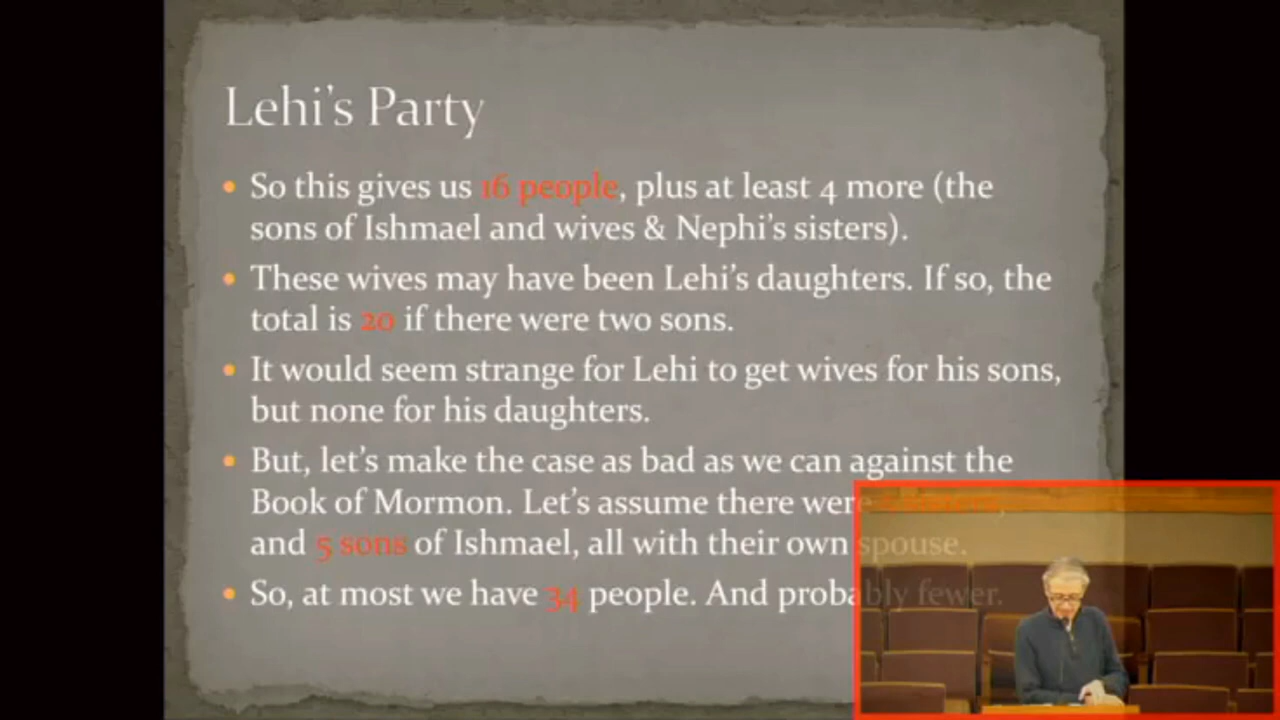 Lehi's Party
• So this gives us 16 people, plus at least 4 more (the
sons of Ishmael and wives & Nephi's sisters).
• These wives may have been Lehi's daughters. If so, the
total is 20 if there were two sons.
• It would seem strange for Lehi to get wives for his sons,
but none for his daughters.
• But, let's make the case as bad as we can against the
Book of Mormon. Let's assume there were
and 5 sons of Ishmael, all with their own spouse.
• So, at most we have 34 people. And probably fewer.